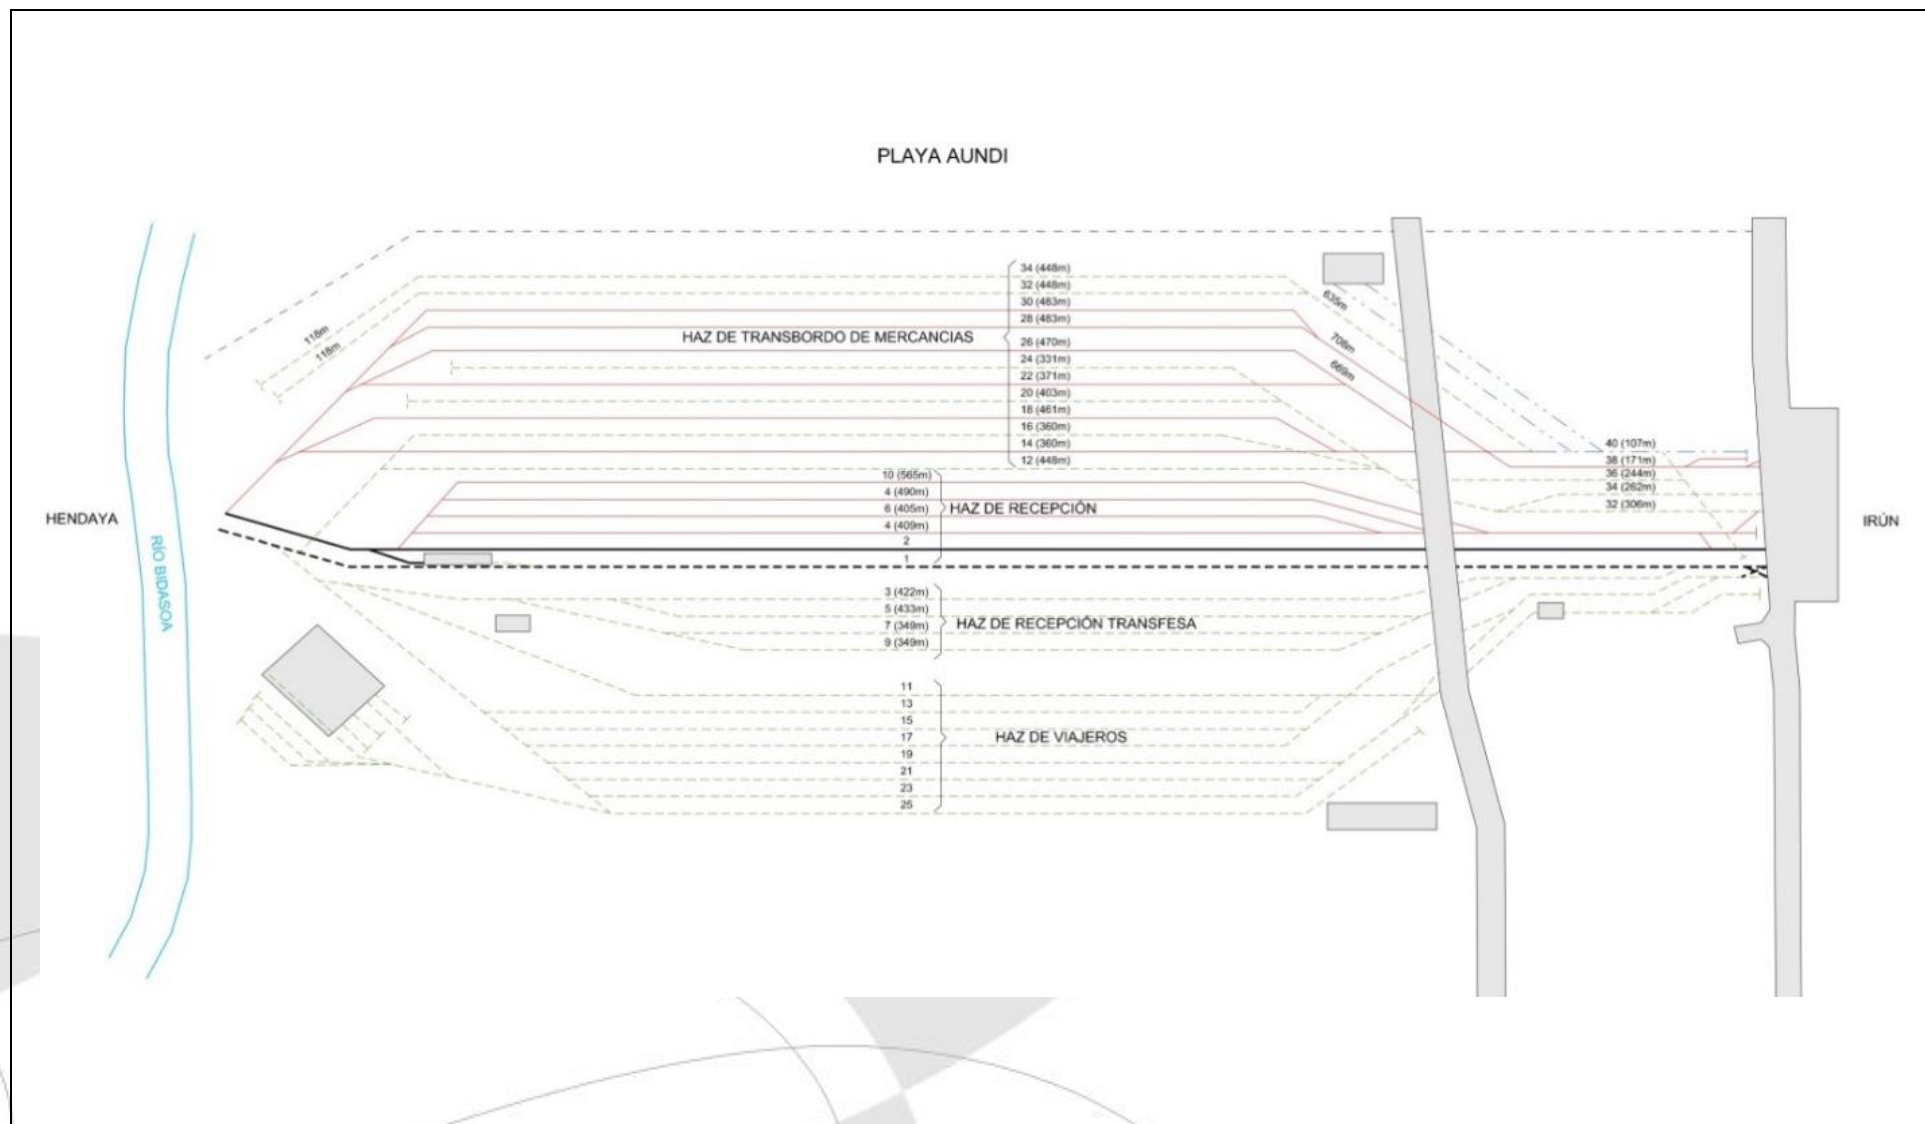 PLAYA AUNDI
34 (448m)
32 (448m)
30 (483m)
28 (483m)
HAZ DE TRANSBORDO DE MERCANCIAS
26 (470m)
24 (331m)
22 (371m)
20 (403m)
18 (461m)
16 (360m)
14 (360m)
12 (448m)
118m
118m
635m
708m
669m
40 (107m)
38 (171m)
36 (244m)
34 (262m)
32 (306m)
10 (565m)
4 (490m)
6 (405m)
4 (409m)
2
1
HAZ DE RECEPCIÓN
HENDAYA
RÍO BIDASOA
IRÚN
3 (422m)
5 (433m)
7 (349m)
9 (349m)
HAZ DE RECEPCIÓN TRANSFESA
11
13
15
17
19
21
23
25
HAZ DE VIAJEROS